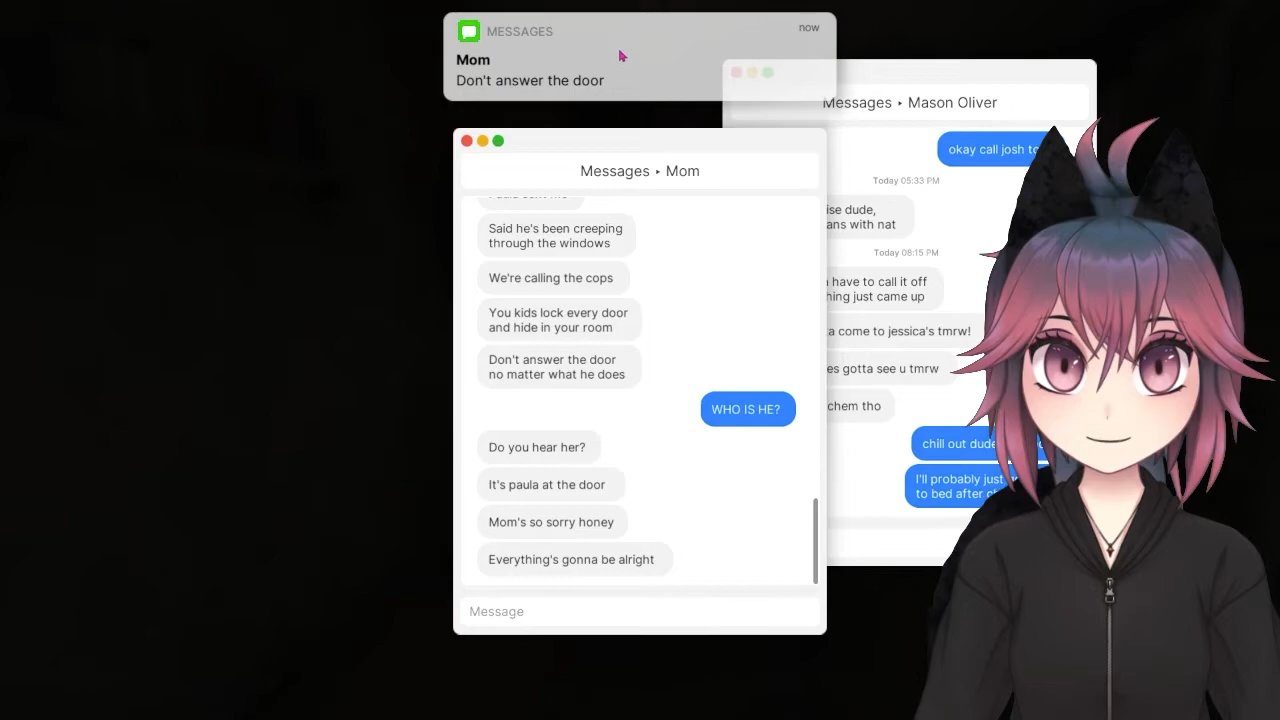 MESSAGES
now
Mom
Don't answer the door
Messages ‣ Mason Oliver
okay call josh
Today 05:33 PM
dude,
with nat
Today 08:15 PM
have to call it off
just came up
come to jessica's tmrw!
gotta see u tmrw
chem tho
chill out
I'll probably just
to bed after
Messages ‣ Mom
Said he's been creeping
through the windows
We're calling the cops
You kids lock every door
and hide in your room
Don't answer the door
no matter what he does
WHO IS HE?
Do you hear her?
It's paula at the door
Mom's so sorry honey
Everything's gonna be alright
Message